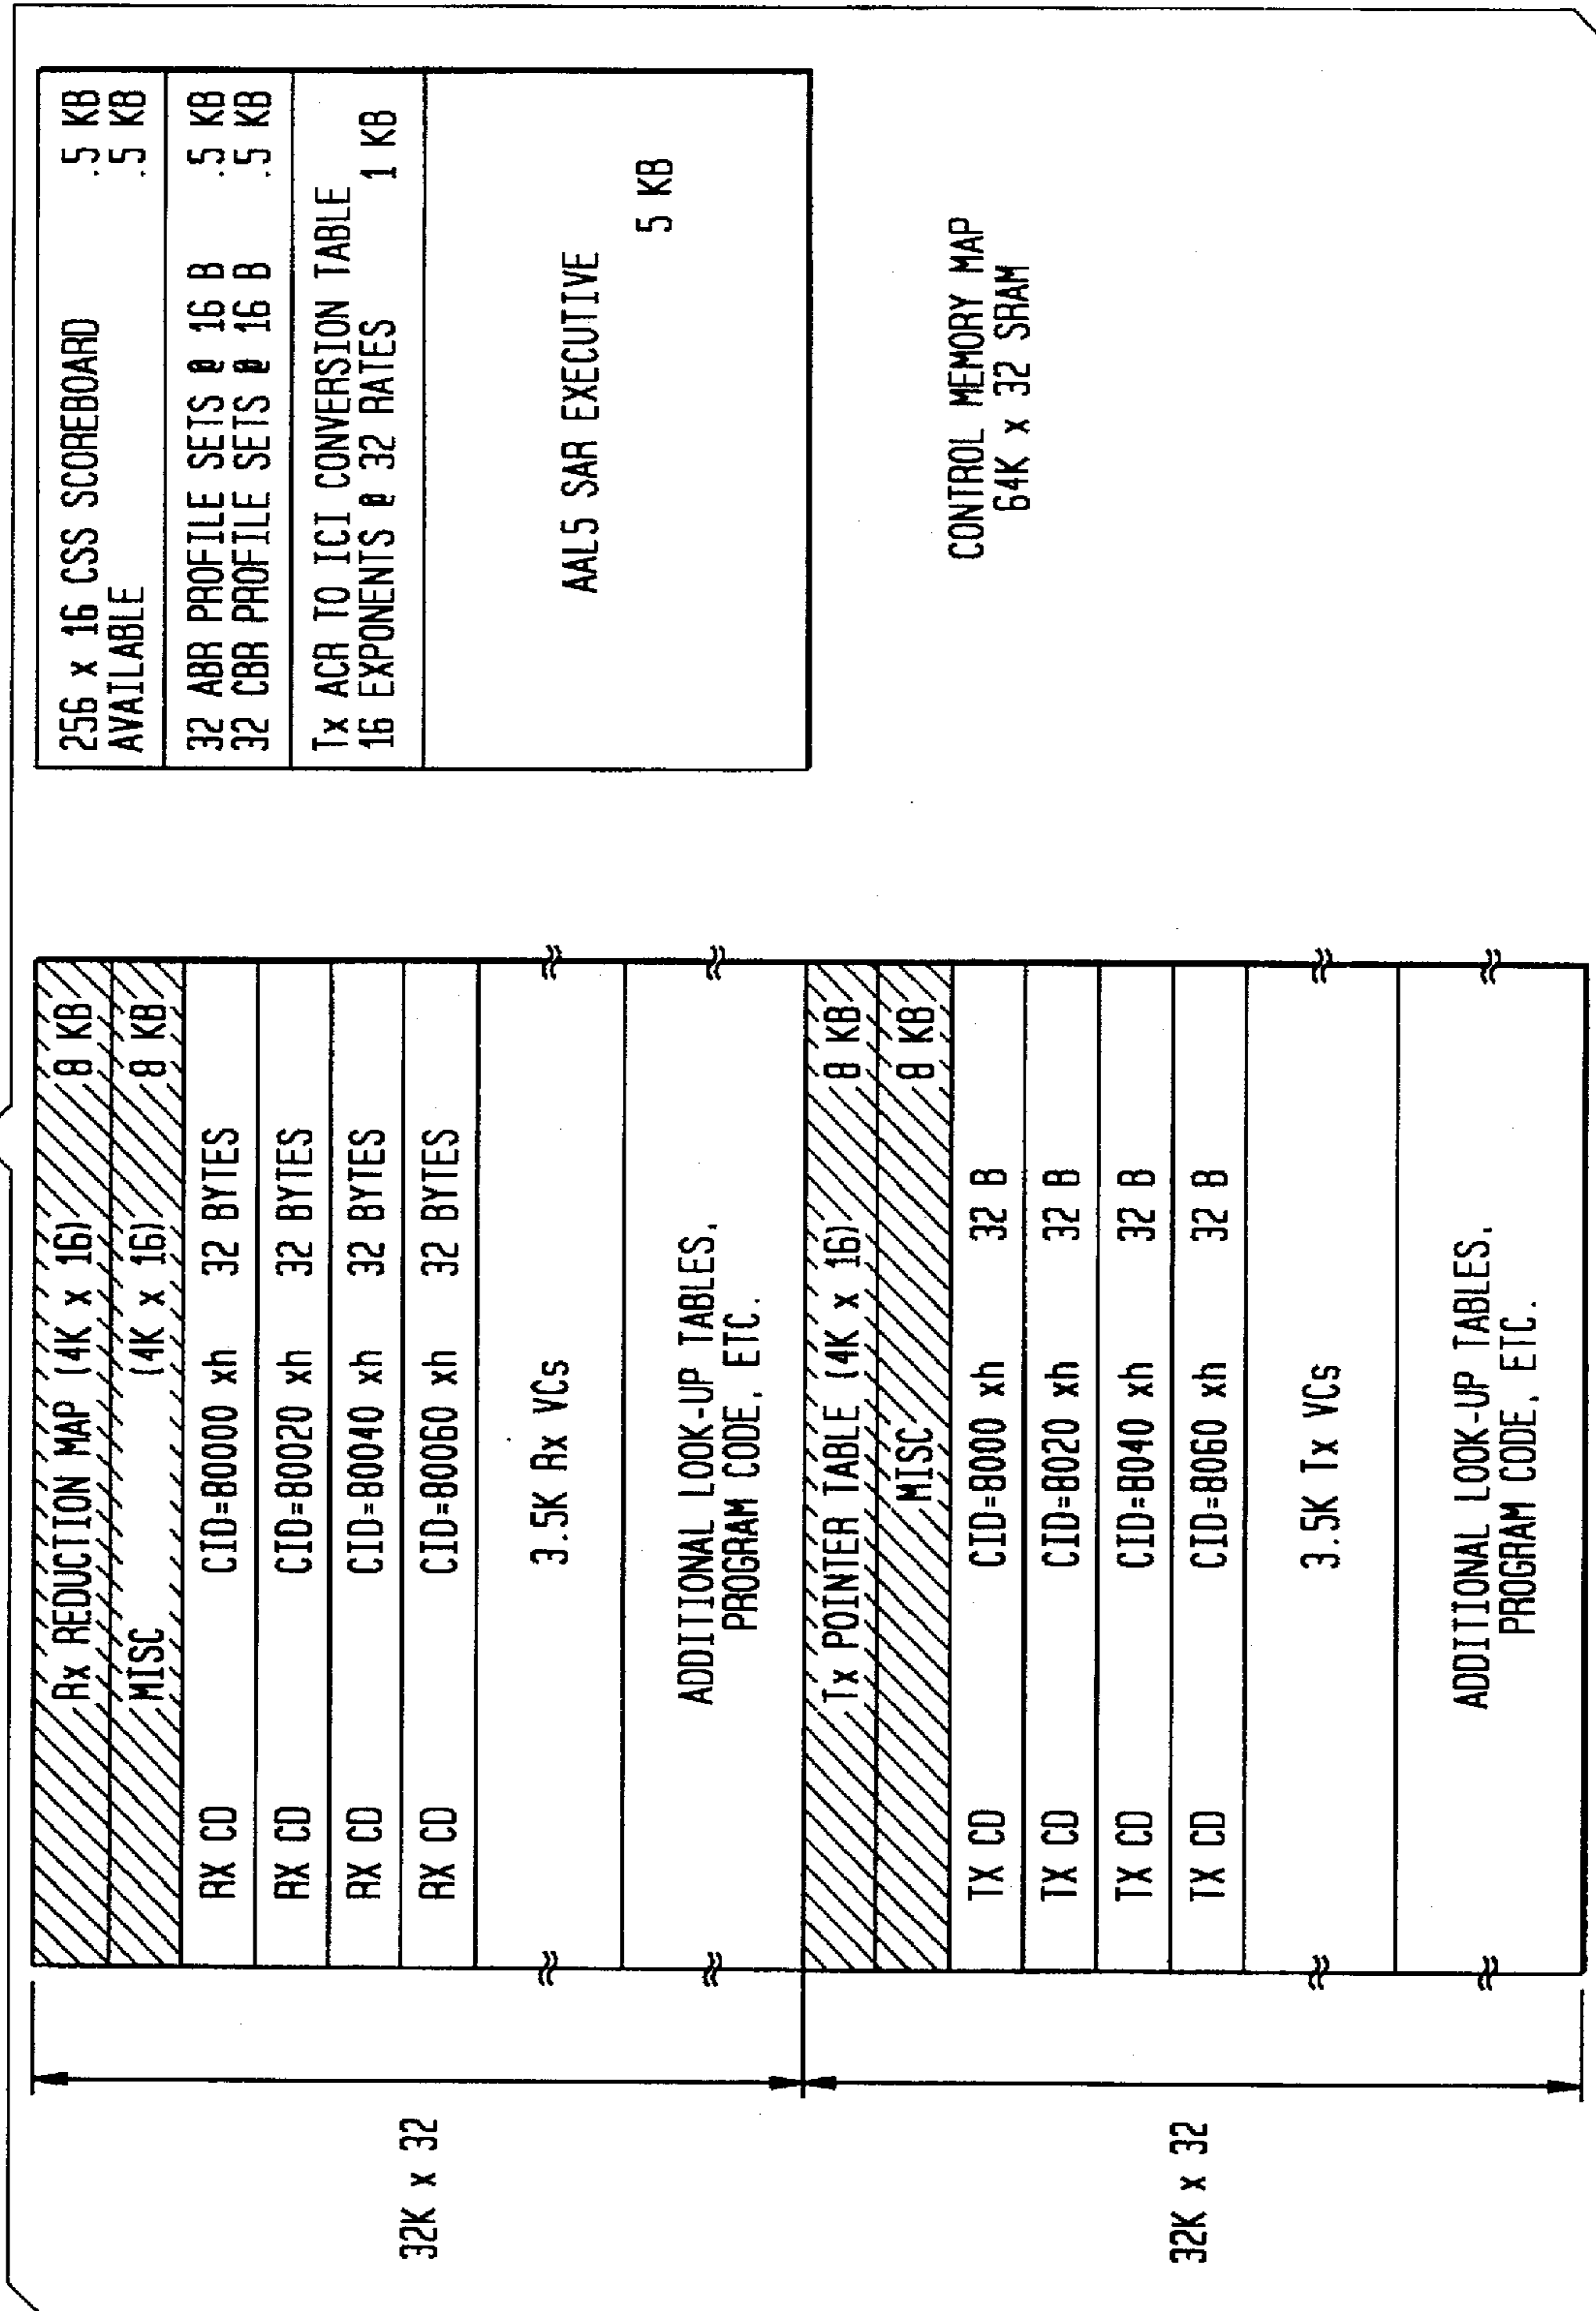 32K x 32
Rx REDUCTION MAP (4K x 16) 8 KB
MISC (4K x 16) 8 KB
RX CD CID=80000 xh 32 BYTES
RX CD CID=80020 xh 32 BYTES
RX CD CID=80040 xh 32 BYTES
RX CD CID=80060 xh 32 BYTES
3.5K Rx VCs
ADDITIONAL LOOK-UP TABLES,
PROGRAM CODE, ETC.
32K x 32
Tx POINTER TABLE (4K x 16) 8 KB
MISC 8 KB
TX CD CID=8000 xh 32 B
TX CD CID=8020 xh 32 B
TX CD CID=8040 xh 32 B
TX CD CID=8060 xh 32 B
3.5K Tx VCs
ADDITIONAL LOOK-UP TABLES,
PROGRAM CODE, ETC.
256 x 16 CSS SCOREBOARD .5 KB
AVAILABLE .5 KB
32 ABR PROFILE SETS @ 16 B .5 KB
32 CBR PROFILE SETS @ 16 B .5 KB
Tx ACR TO ICI CONVERSION TABLE
16 EXPONENTS @ 32 RATES 1 KB
AAL5 SAR EXECUTIVE
5 KB
CONTROL MEMORY MAP
64K x 32 SRAM